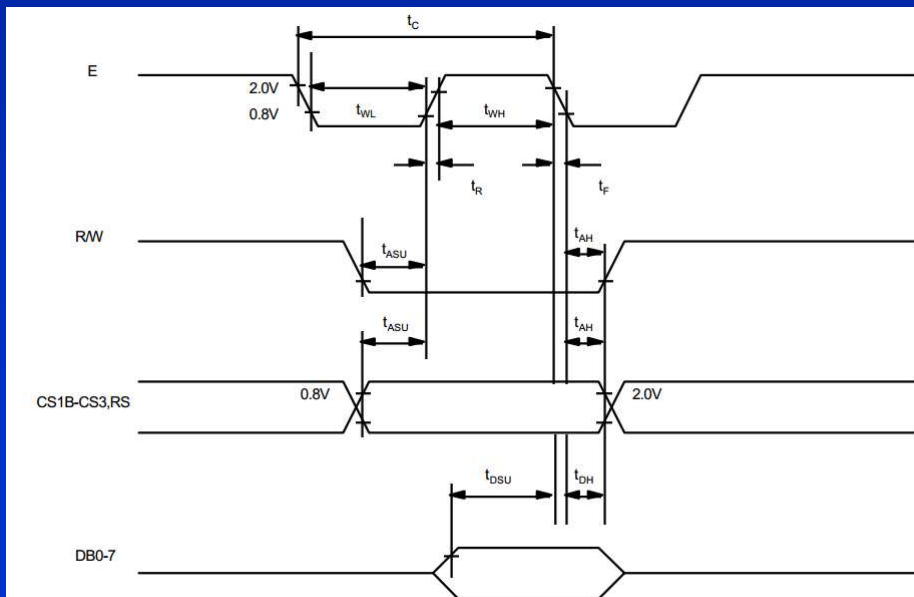 tC
E
2.0V
0.8V
tWL
tWH
tR
tF
R/W
tASU
tAH
tASU
tAH
CS1B-CS3,RS
0.8V
2.0V
tDSU
tDH
DB0-7